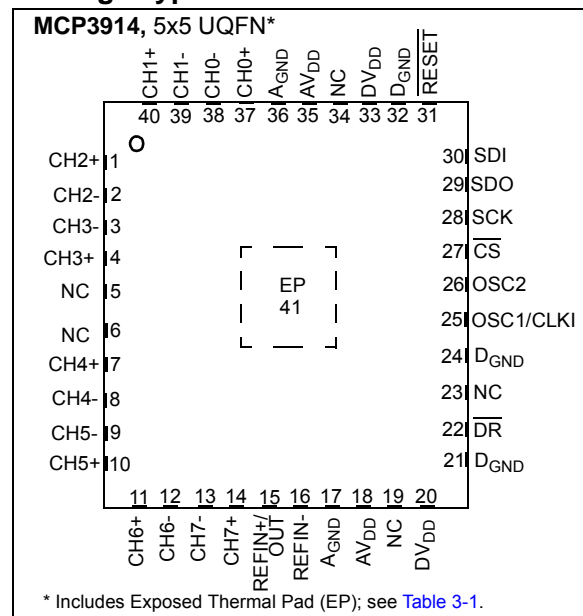 MCP3914, 5x5 UQFN*
CH1+
CH1-
CH0-
CH0+
AGND
AVDD
NC
DVDD
DGND
RESET
40 39 38 37 36 35 34 33 32 31
CH2+ 1
CH2- 2
CH3- 3
CH3+ 4
NC 5
NC 6
CH4+ 7
CH4- 8
CH5- 9
CH5+ 10
EP
41
30 SDI
29 SDO
28 SCK
27 CS
26 OSC2
25 OSC1/CLKI
24 DGND
23 NC
22 DR
21 DGND
11 12 13 14 15 16 17 18 19 20
CH6+
CH6-
CH7-
CH7+
REFIN+/
OUT
REFIN-
AGND
AVDD
NC
DVDD
* Includes Exposed Thermal Pad (EP); see Table 3-1.